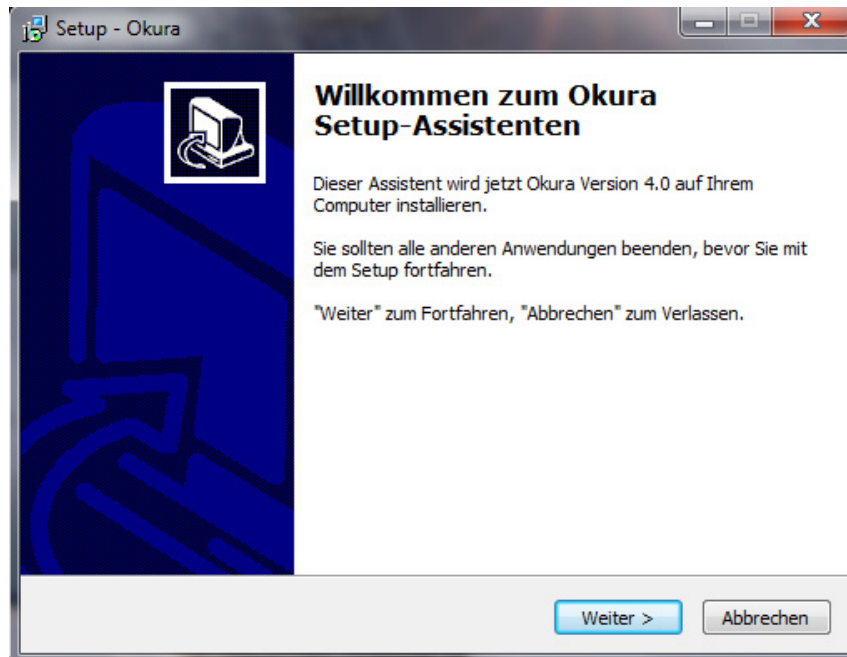 Setup - Okura
Willkommen zum Okura
Setup-Assistenten
Dieser Assistent wird jetzt Okura Version 4.0 auf Ihrem
Computer installieren.
Sie sollten alle anderen Anwendungen beenden, bevor Sie mit
dem Setup fortfahren.
"Weiter" zum Fortfahren, "Abbrechen" zum Verlassen.
Weiter >
Abbrechen